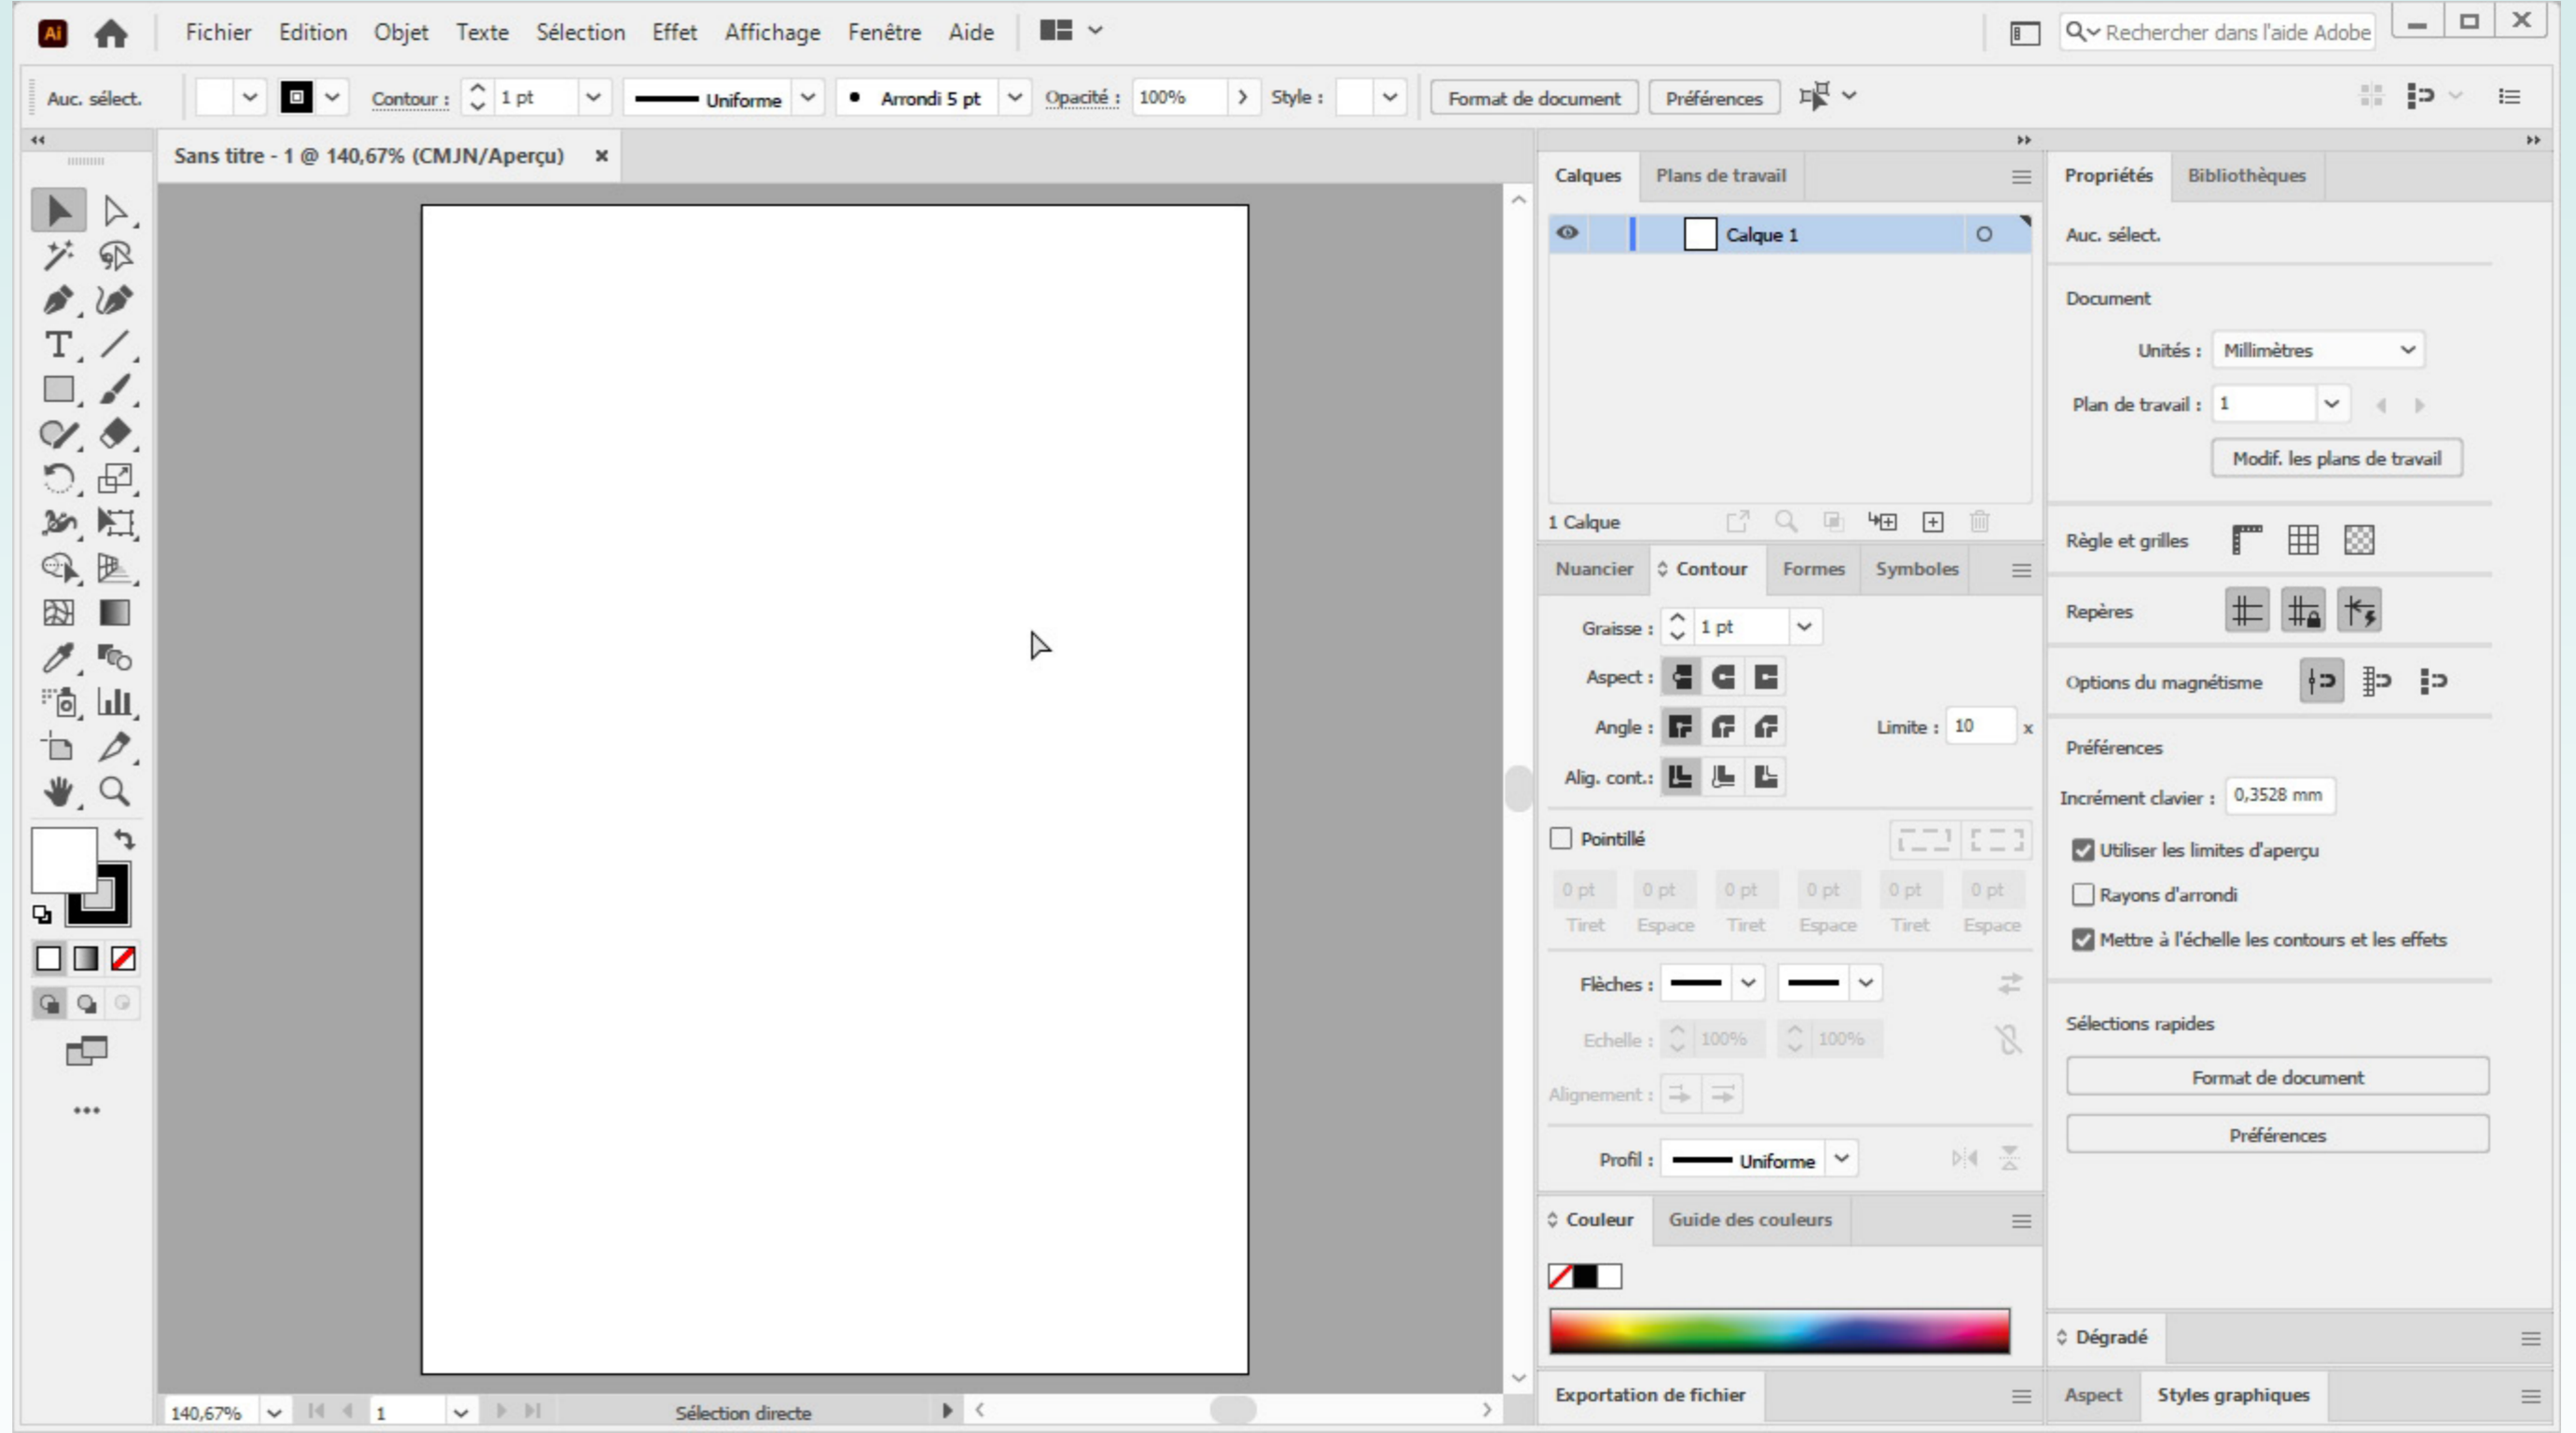 Ai Fichier Edition Objet Texte Sélection Effet Affichage Fenêtre Aide Rechercher dans l'aide Adobe
Auc. sélect. Contour : 1 pt Uniforme Arrondi 5 pt Opacité : 100% Style : Format de document Préférences
Sans titre - 1 @ 140,67% (CMJN/Aperçu)
Calques Plans de travail
Calque 1
1 Calque
Nuancier Contour Formes Symboles
Graisse : 1 pt
Aspect :
Angle : Limite : 10 x
Alig. cont.:
Pointillé
0 pt 0 pt 0 pt 0 pt 0 pt 0 pt
Tiret Espace Tiret Espace Tiret Espace
Flèches :
Echelle : 100% 100%
Alignement :
Profil : Uniforme
Couleur Guide des couleurs
Exportation de fichier
Propriétés Bibliothèques
Auc. sélect.
Document
Unités : Millimètres
Plan de travail : 1
Modif. les plans de travail
Règle et grilles
Repères
Options du magnétisme
Préférences
Incrément clavier : 0,3528 mm
Utiliser les limites d'aperçu
Rayons d'arrondi
Mettre à l'échelle les contours et les effets
Sélections rapides
Format de document
Préférences
Dégradé
Aspect Styles graphiques
140,67% 1 Sélection directe